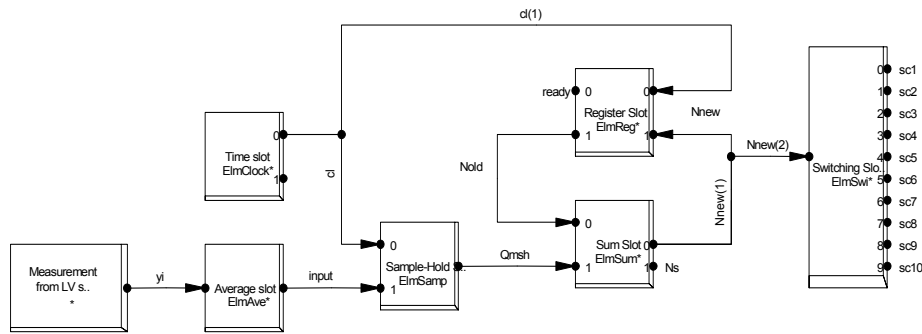 cl(1)
0
sc1
1
sc2
ready
0
0
2
sc3
Register Slot
Nnew
ElmReg*
3
sc4
0
1
1
Nnew(2)
Time slot
4
sc5
ElmClock*
Switching Slo..
1
ElmSwi*
5
sc6
cl
Nold
6
sc7
Nnew(1)
7
sc8
0
0
Sum Slot
0
8
sc9
Measurement
from LV s..
*
yi
Average slot
ElmAve*
input
Sample-Hold S..
ElmSamp
1
Qmsh
1
ElmSum*
1
Ns
9
sc10